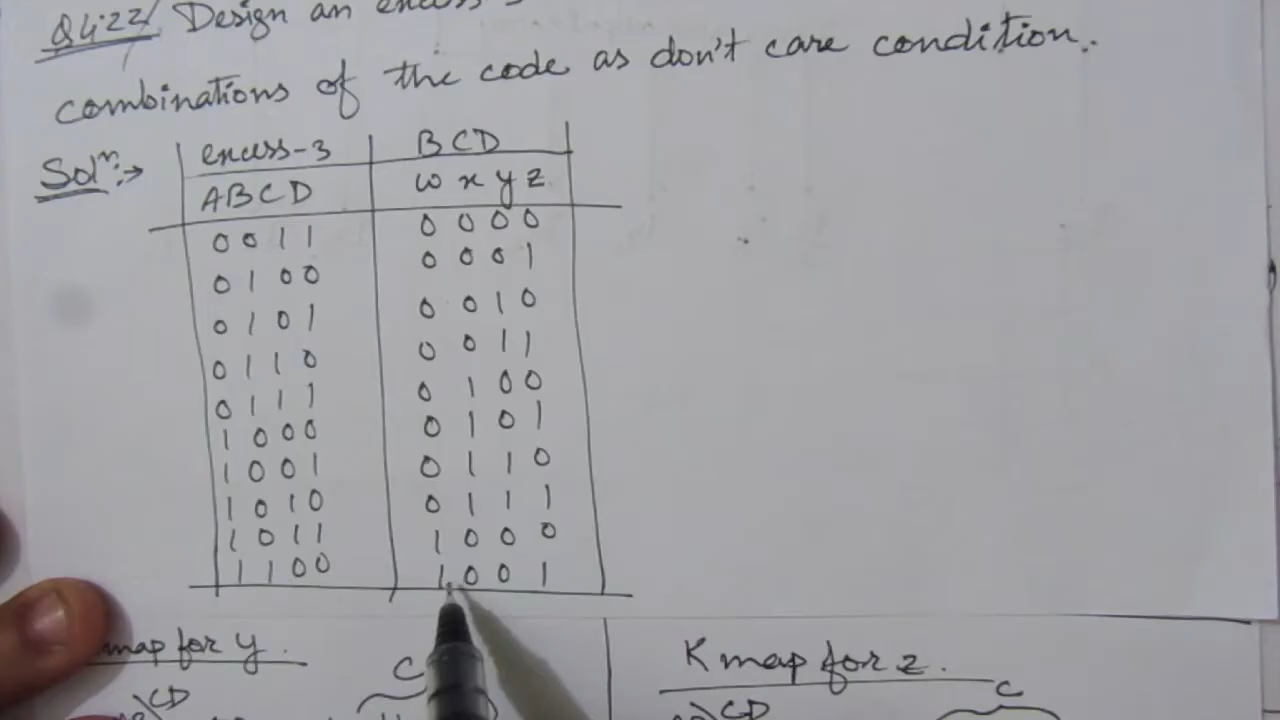 Q4.22/ Design an excess-3
combinations of the code as don't care condition.
Solⁿ:→
excess-3 BCD
ABCD w x y z
0011 0000
0100 0001
0101 0010
0110 0011
0111 0100
1000 0101
1001 0110
1010 0111
1011 1000
1100 1001
map for y.
K map for z.
C
CD
C
CD